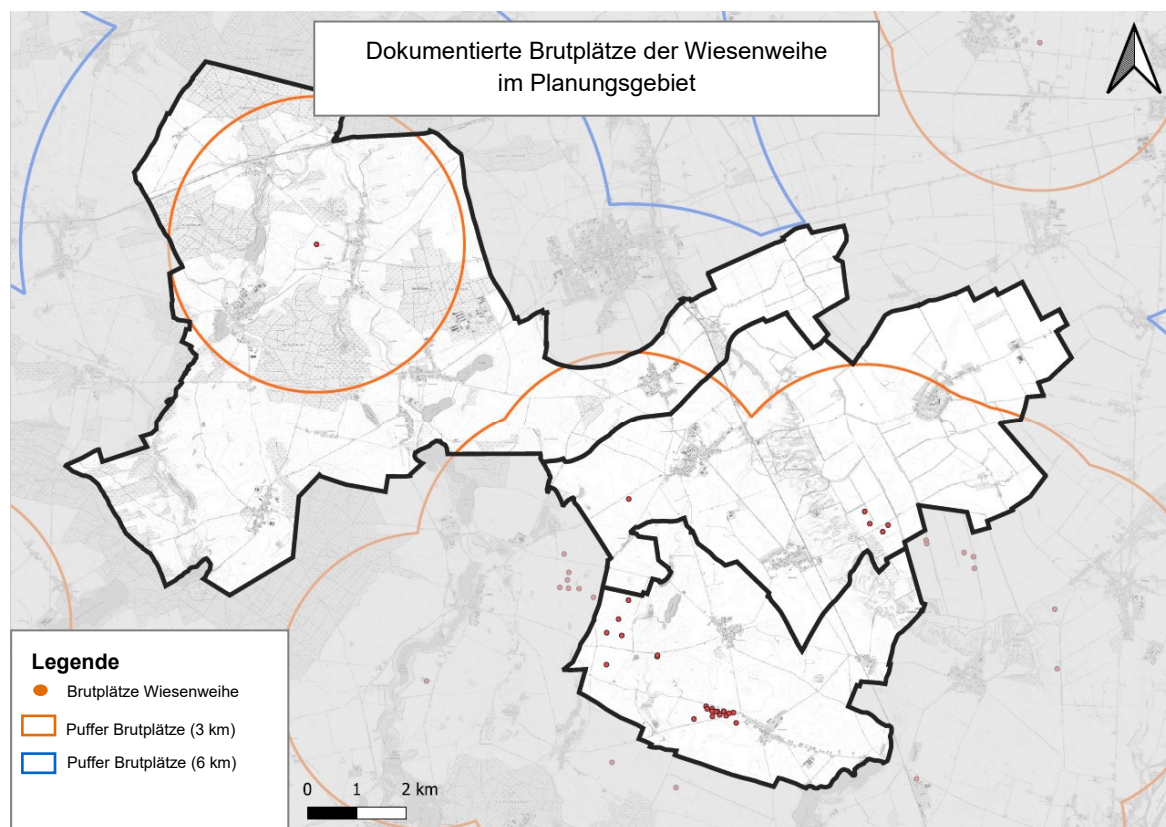 Dokumentierte Brutplätze der Wiesenweihe
im Planungsgebiet
Legende
Brutplätze Wiesenweihe
Puffer Brutplätze (3 km)
Puffer Brutplätze (6 km)
0 1 2 km